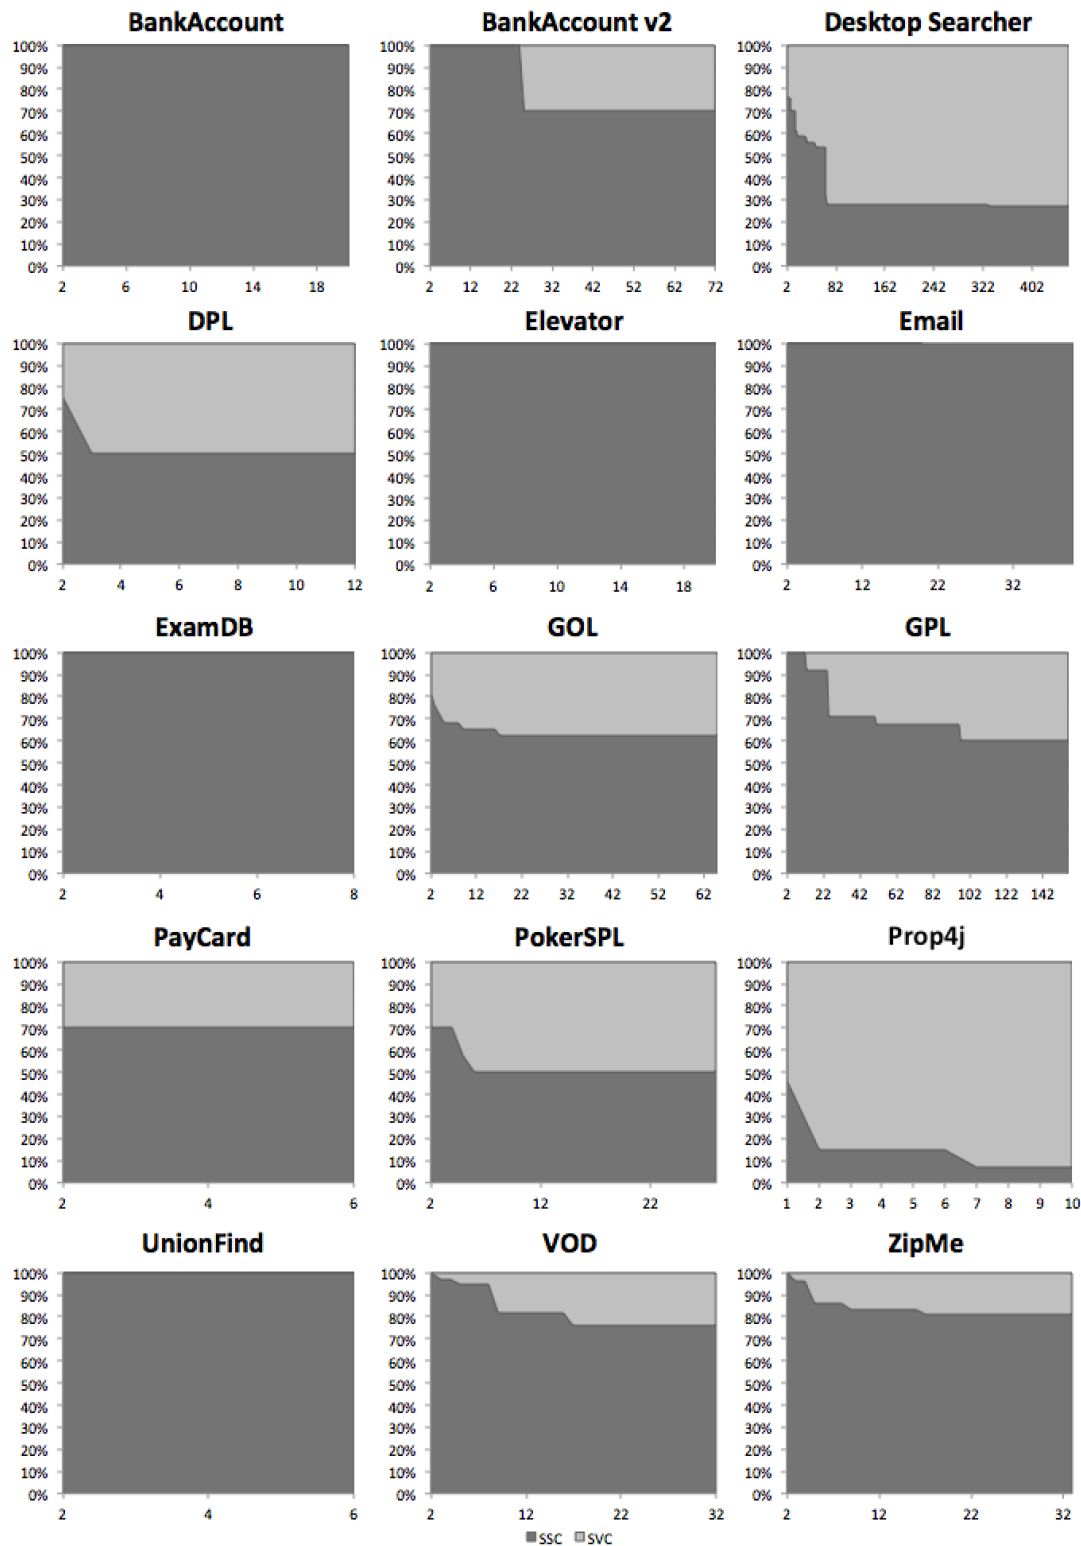 BankAccount BankAccount v2 Desktop Searcher
100% 100% 100%
90% 90% 90%
80% 80% 80%
70% 70% 70%
60% 60% 60%
50% 50% 50%
40% 40% 40%
30% 30% 30%
20% 20% 20%
10% 10% 10%
0% 0% 0%
2 6 10 14 18 2 12 22 32 42 52 62 72 2 82 162 242 322 402
DPL Elevator Email
100% 100% 100%
90% 90% 90%
80% 80% 80%
70% 70% 70%
60% 60% 60%
50% 50% 50%
40% 40% 40%
30% 30% 30%
20% 20% 20%
10% 10% 10%
0% 0% 0%
2 4 6 8 10 12 2 6 10 14 18 2 12 22 32
ExamDB GOL GPL
100% 100% 100%
90% 90% 90%
80% 80% 80%
70% 70% 70%
60% 60% 60%
50% 50% 50%
40% 40% 40%
30% 30% 30%
20% 20% 20%
10% 10% 10%
0% 0% 0%
2 4 6 8 2 12 22 32 42 52 62 2 22 42 62 82 102 122 142
PayCard PokerSPL Prop4j
100% 100% 100%
90% 90% 90%
80% 80% 80%
70% 70% 70%
60% 60% 60%
50% 50% 50%
40% 40% 40%
30% 30% 30%
20% 20% 20%
10% 10% 10%
0% 0% 0%
2 4 6 2 12 22 1 2 3 4 5 6 7 8 9 10
UnionFind VOD ZipMe
100% 100% 100%
90% 90% 90%
80% 80% 80%
70% 70% 70%
60% 60% 60%
50% 50% 50%
40% 40% 40%
30% 30% 30%
20% 20% 20%
10% 10% 10%
0% 0% 0%
2 4 6 2 12 22 32 2 12 22 32
SSC SVC